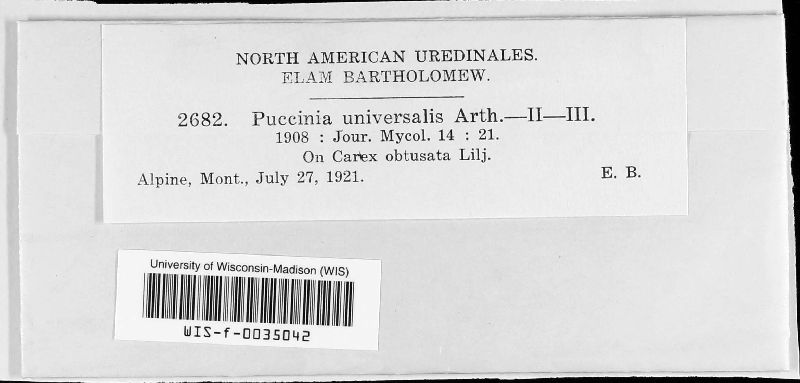 NORTH AMERICAN UREDINALES.
ELAM BARTHOLOMEW.
2682. Puccinia universalis Arth.—II—III.
1908 : Jour. Mycol. 14 : 21.
On Carex obtusata Lilj.
Alpine, Mont., July 27, 1921. E. B.
University of Wisconsin-Madison (WIS)
WIS-f-0035042